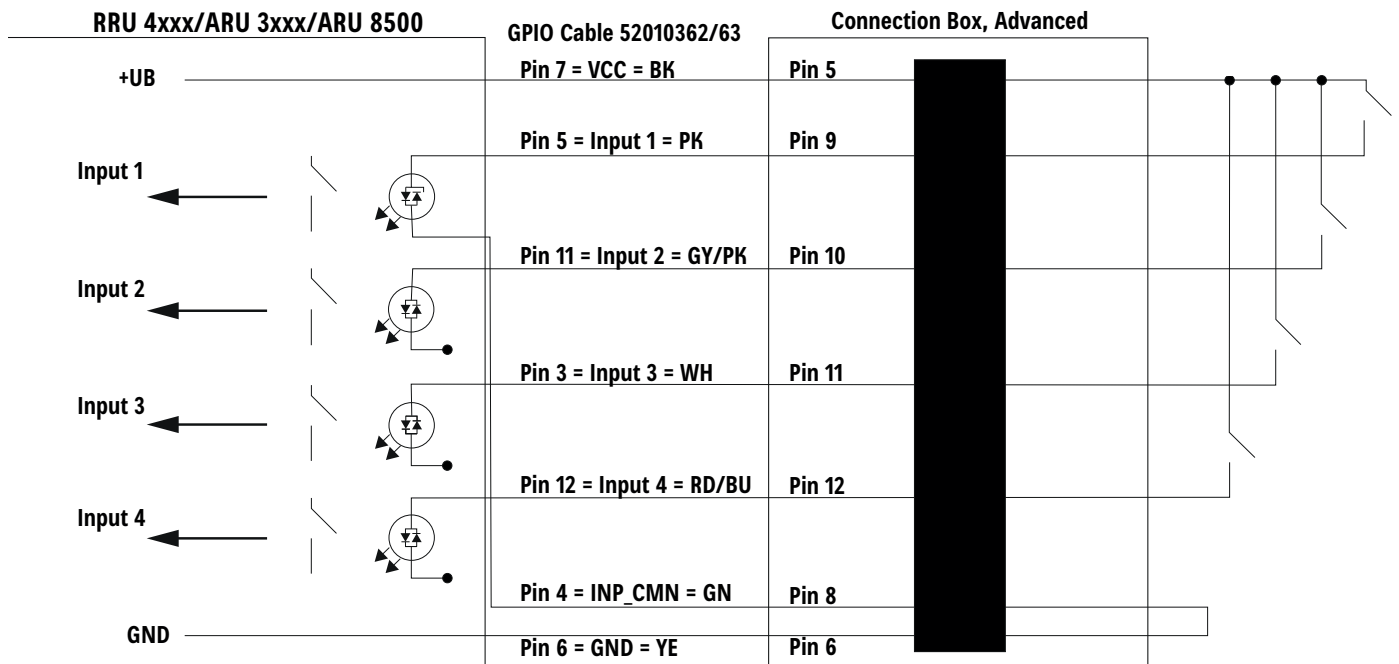 RRU 4xxx/ARU 3xxx/ARU 8500
GPIO Cable 52010362/63
Connection Box, Advanced
+UB
Pin 7 = VCC = BK
Pin 5
Pin 5 = Input 1 = PK
Pin 9
Input 1
Pin 11 = Input 2 = GY/PK
Pin 10
Input 2
Pin 3 = Input 3 = WH
Pin 11
Input 3
Pin 12 = Input 4 = RD/BU
Pin 12
Input 4
Pin 4 = INP_CMN = GN
Pin 8
GND
Pin 6 = GND = YE
Pin 6